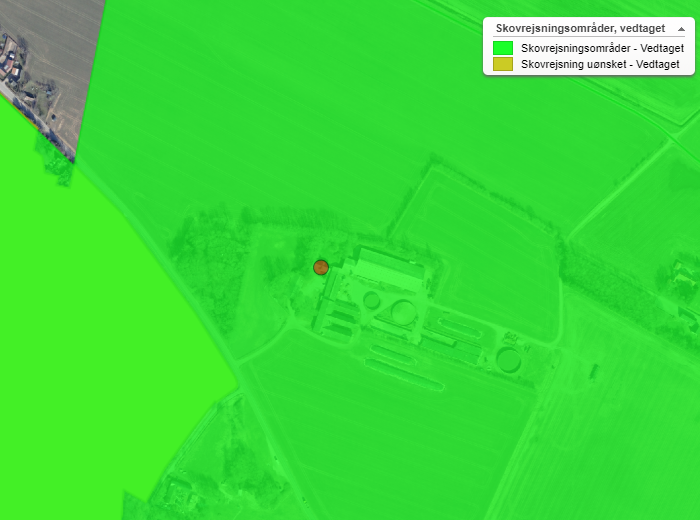 Skovrejsningsområder, vedtaget
Skovrejsningsområder - Vedtaget
Skovrejsning uønsket - Vedtaget